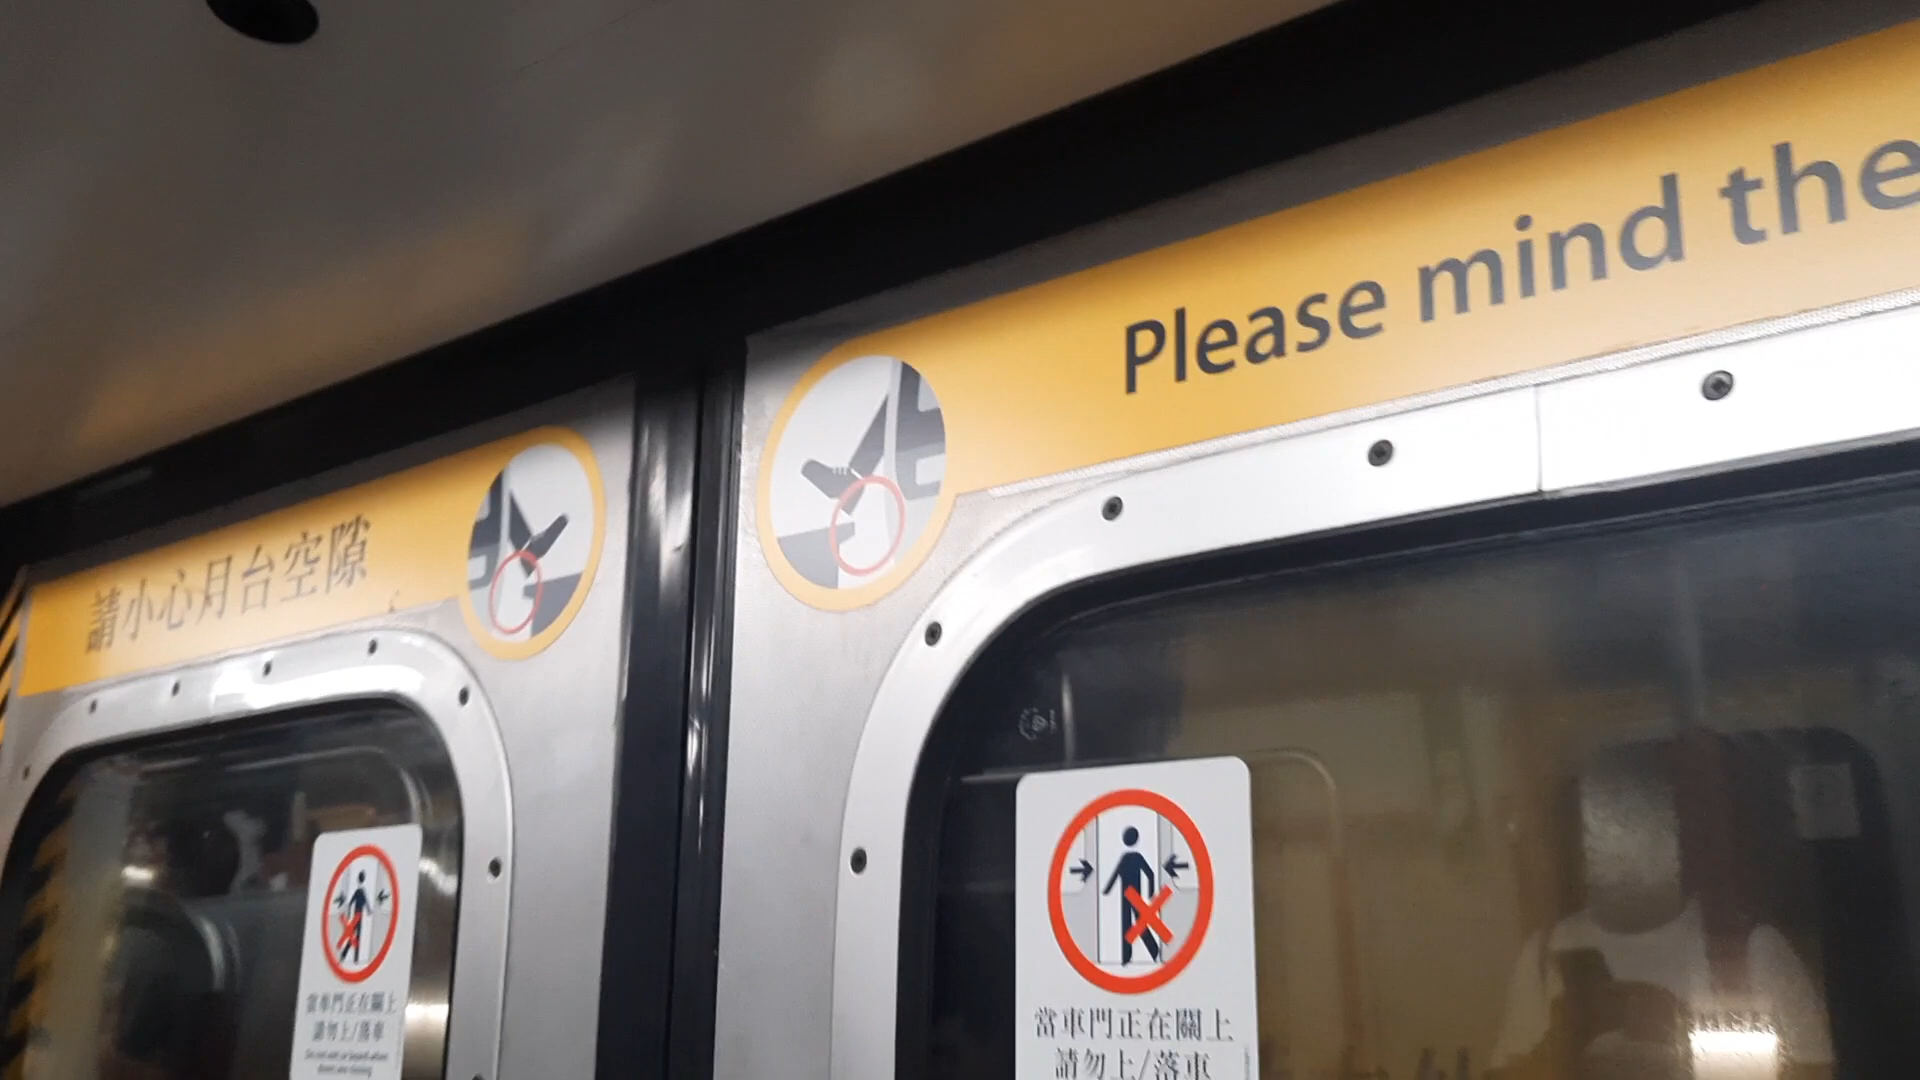 請小心月台空隙
Please mind the
當車門正在關上
請勿上/落車
當車門正在關上
請勿上/落車